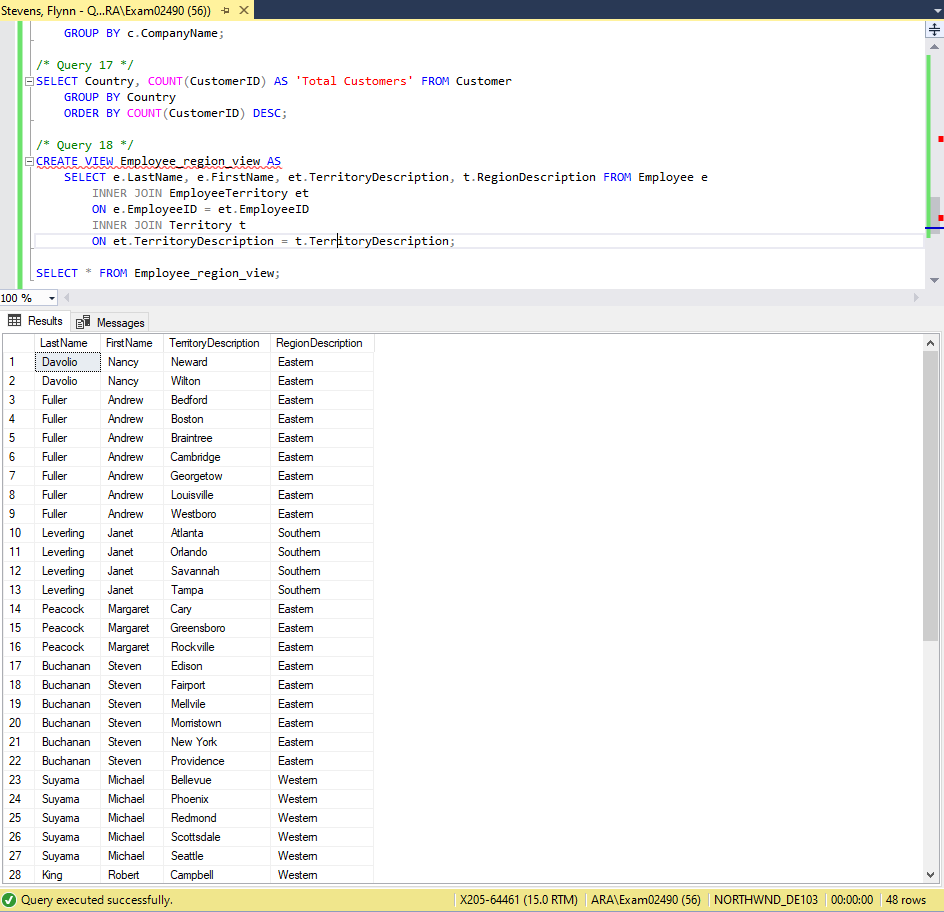 Stevens, Flynn - Q...RA\Exam02490 (56))
GROUP BY c.CompanyName;
/* Query 17 */
SELECT Country, COUNT(CustomerID) AS 'Total Customers' FROM Customer
GROUP BY Country
ORDER BY COUNT(CustomerID) DESC;
/* Query 18 */
CREATE VIEW Employee_region_view AS
SELECT e.LastName, e.FirstName, et.TerritoryDescription, t.RegionDescription FROM Employee e
INNER JOIN EmployeeTerritory et
ON e.EmployeeID = et.EmployeeID
INNER JOIN Territory t
ON et.TerritoryDescription = t.TerritoryDescription;
SELECT * FROM Employee_region_view;
100 %
Results Messages
LastName FirstName TerritoryDescription RegionDescription
1 Davolio Nancy Neward Eastern
2 Davolio Nancy Wilton Eastern
3 Fuller Andrew Bedford Eastern
4 Fuller Andrew Boston Eastern
5 Fuller Andrew Braintree Eastern
6 Fuller Andrew Cambridge Eastern
7 Fuller Andrew Georgetow Eastern
8 Fuller Andrew Louisville Eastern
9 Fuller Andrew Westboro Eastern
10 Leverling Janet Atlanta Southern
11 Leverling Janet Orlando Southern
12 Leverling Janet Savannah Southern
13 Leverling Janet Tampa Southern
14 Peacock Margaret Cary Eastern
15 Peacock Margaret Greensboro Eastern
16 Peacock Margaret Rockville Eastern
17 Buchanan Steven Edison Eastern
18 Buchanan Steven Fairport Eastern
19 Buchanan Steven Mellvile Eastern
20 Buchanan Steven Morristown Eastern
21 Buchanan Steven New York Eastern
22 Buchanan Steven Providence Eastern
23 Suyama Michael Bellevue Western
24 Suyama Michael Phoenix Western
25 Suyama Michael Redmond Western
26 Suyama Michael Scottsdale Western
27 Suyama Michael Seattle Western
28 King Robert Campbell Western
Query executed successfully. X205-64461 (15.0 RTM) ARA\Exam02490 (56) NORTHWND_DE103 00:00:00 48 rows